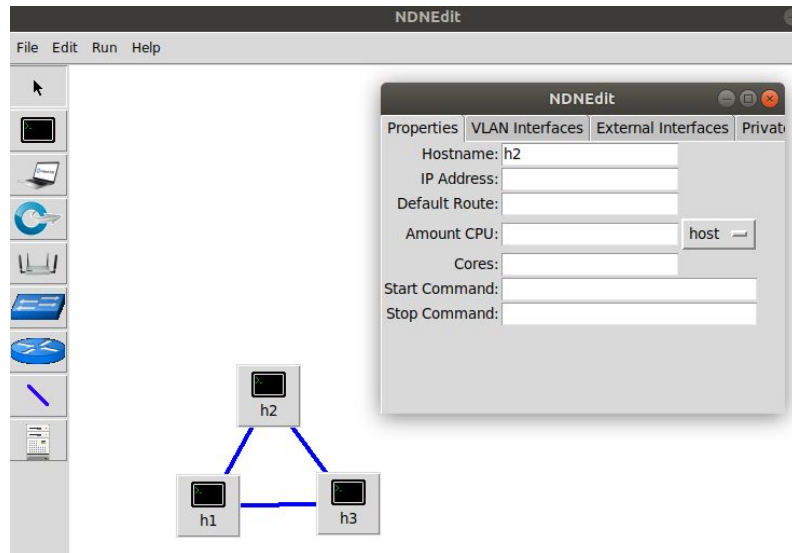 NDNEdit
File Edit Run Help
NDNEdit
Properties VLAN Interfaces External Interfaces Privat
Hostname: h2
IP Address:
Default Route:
Amount CPU: host
Cores:
Start Command:
Stop Command:
h2
h1 h3